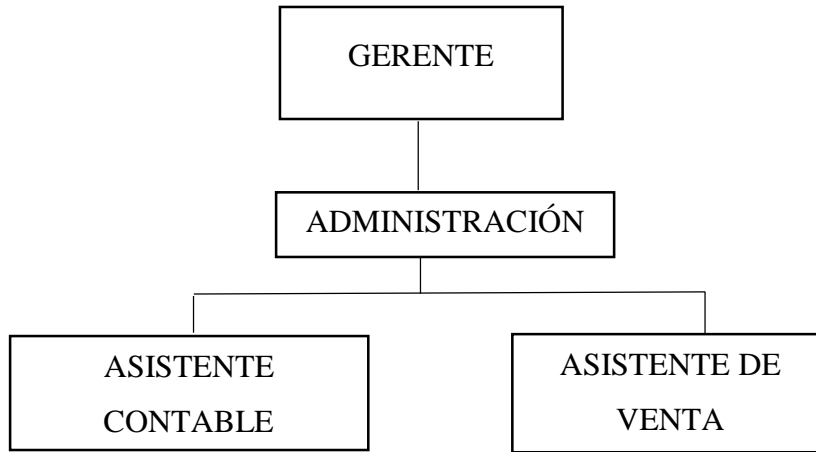 GERENTE
ADMINISTRACIÓN
ASISTENTE
CONTABLE
ASISTENTE DE
VENTA